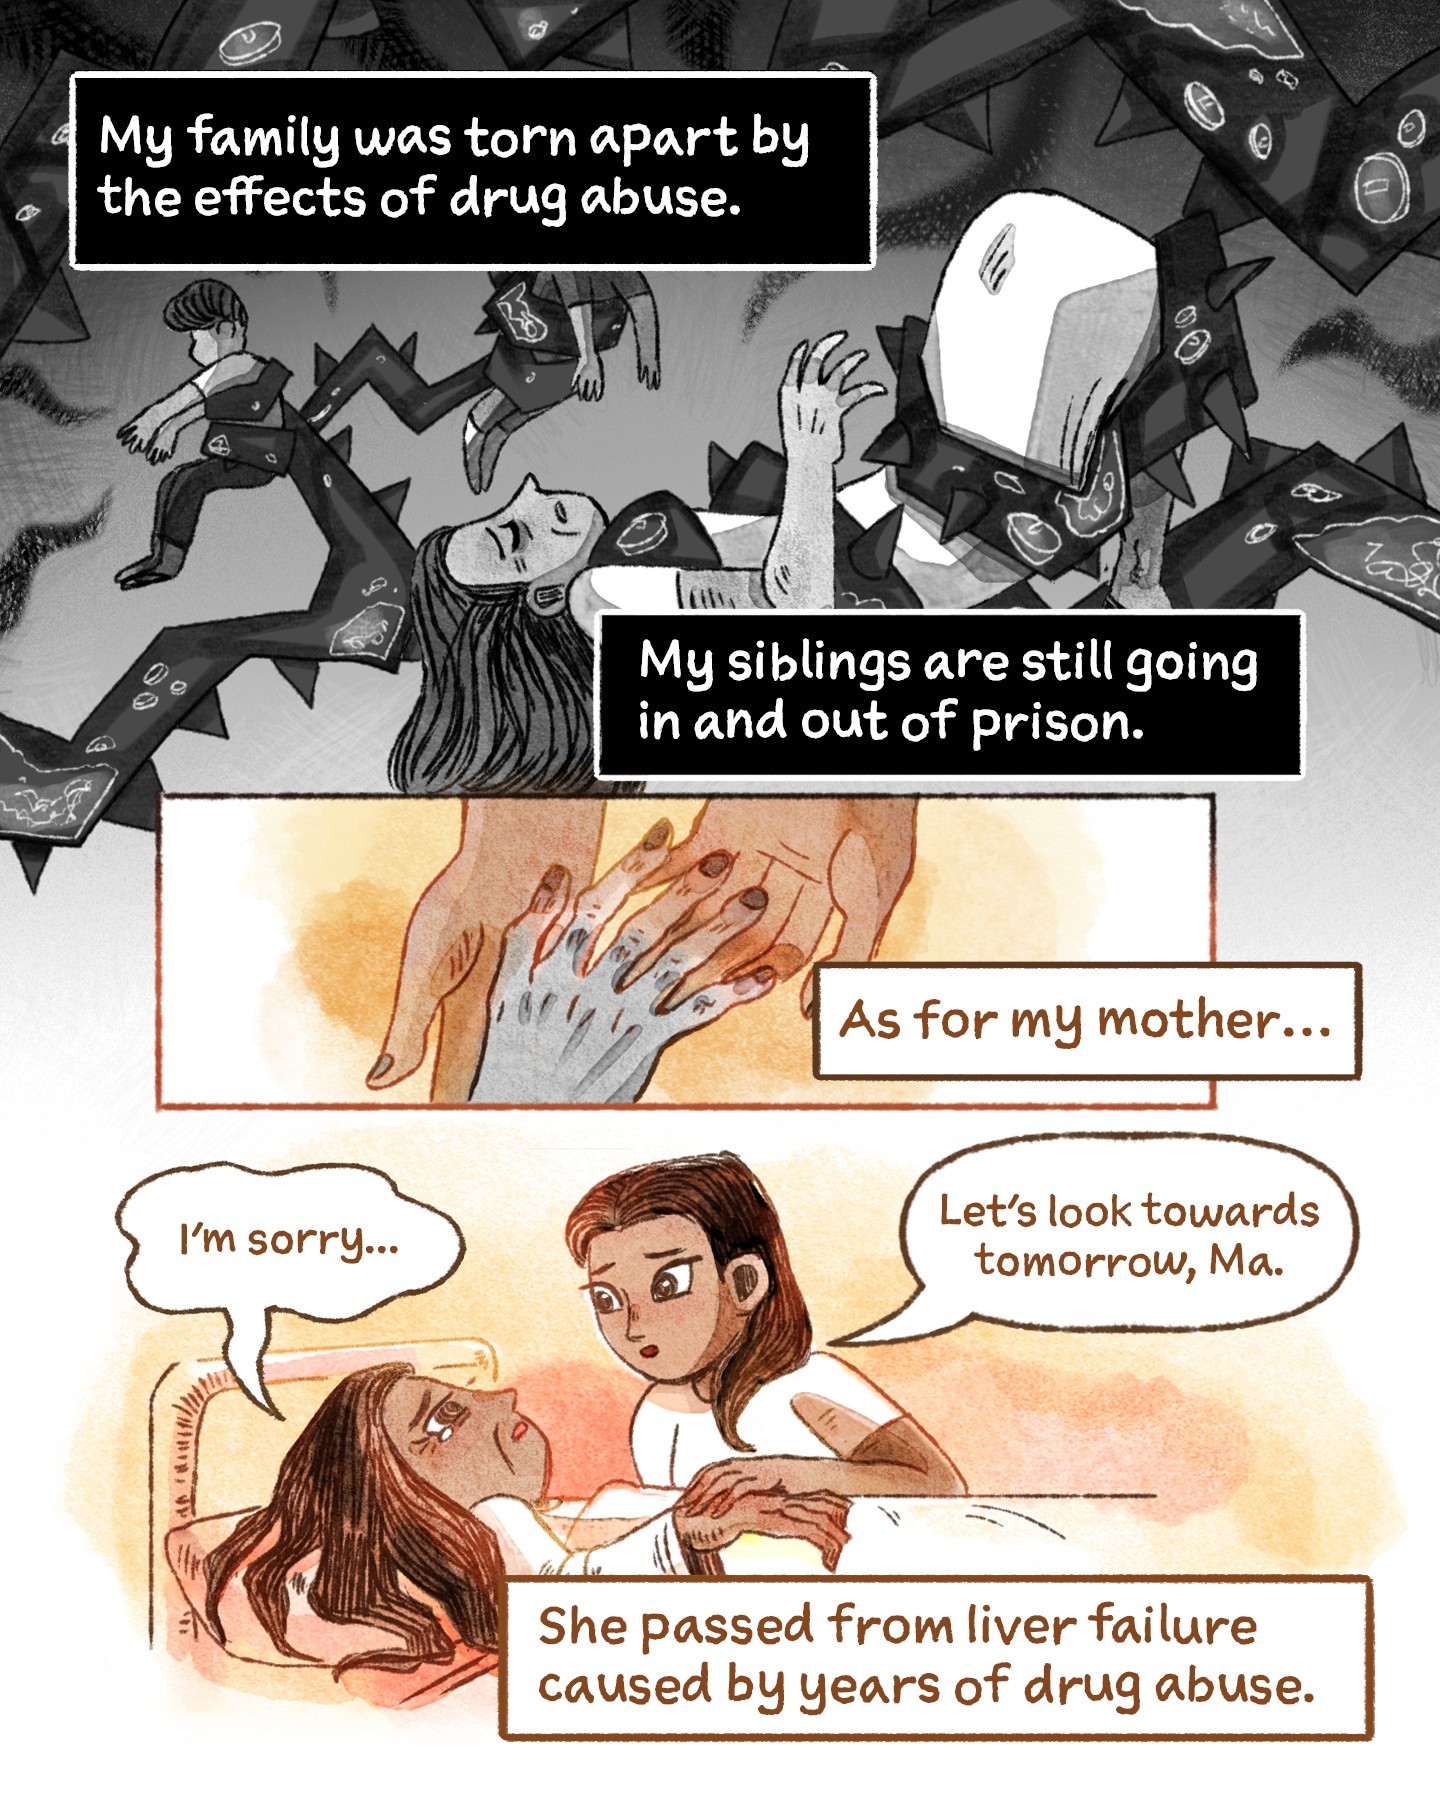 My family was torn apart by
the effects of drug abuse.
My siblings are still going
in and out of prison.
As for my mother...
I'm sorry...
Let's look towards
tomorrow, Ma.
She passed from liver failure
caused by years of drug abuse.